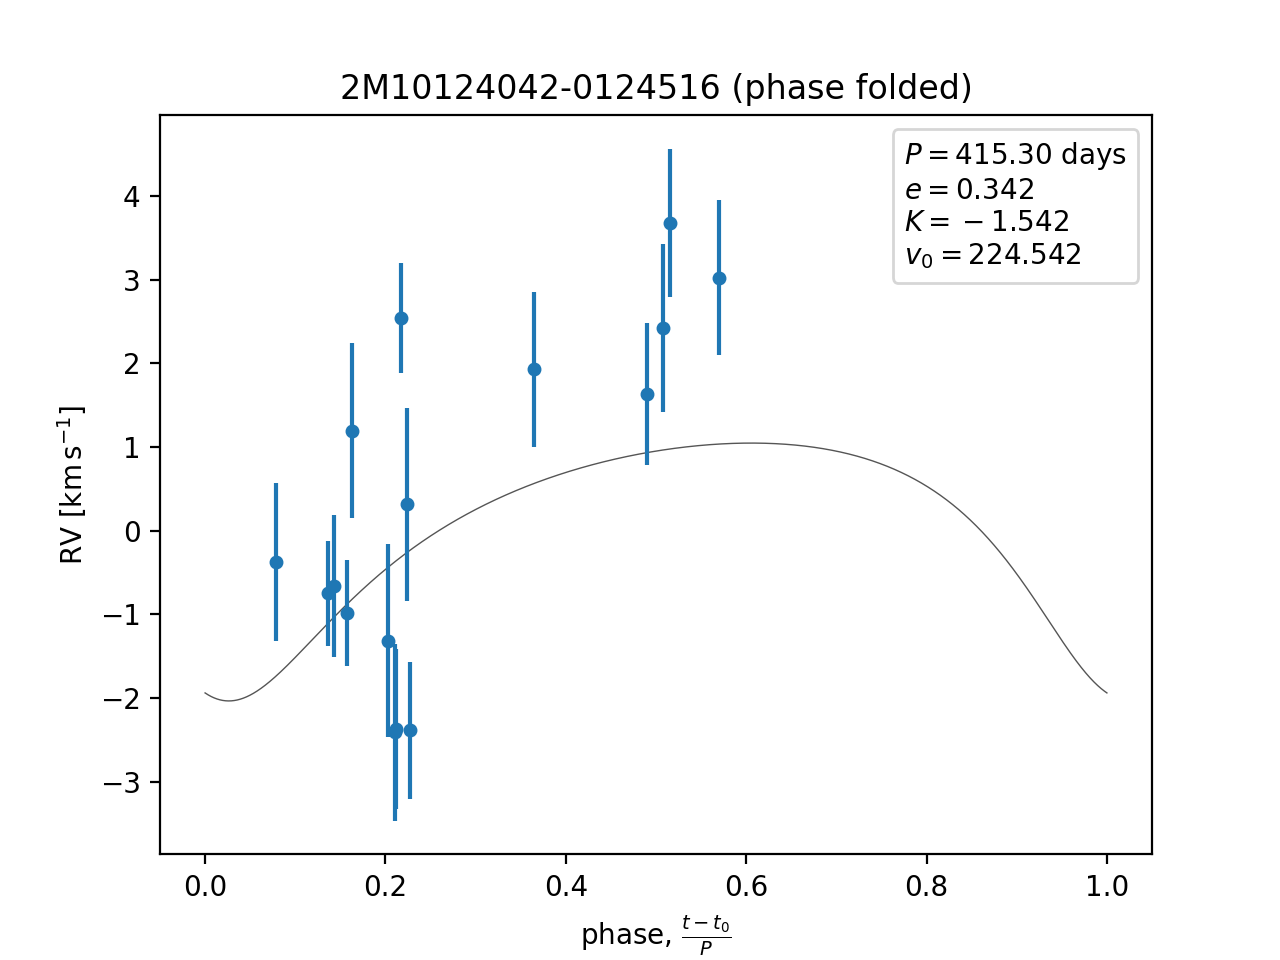 2M10124042-0124516 (phase folded)
P = 415.30 days
e = 0.342
K = − 1.542
v₀ = 224.542
4
3
2
1
0
−1
−2
−3
RV [km s⁻¹]
0.0 0.2 0.4 0.6 0.8 1.0
phase, (t − t₀)/P